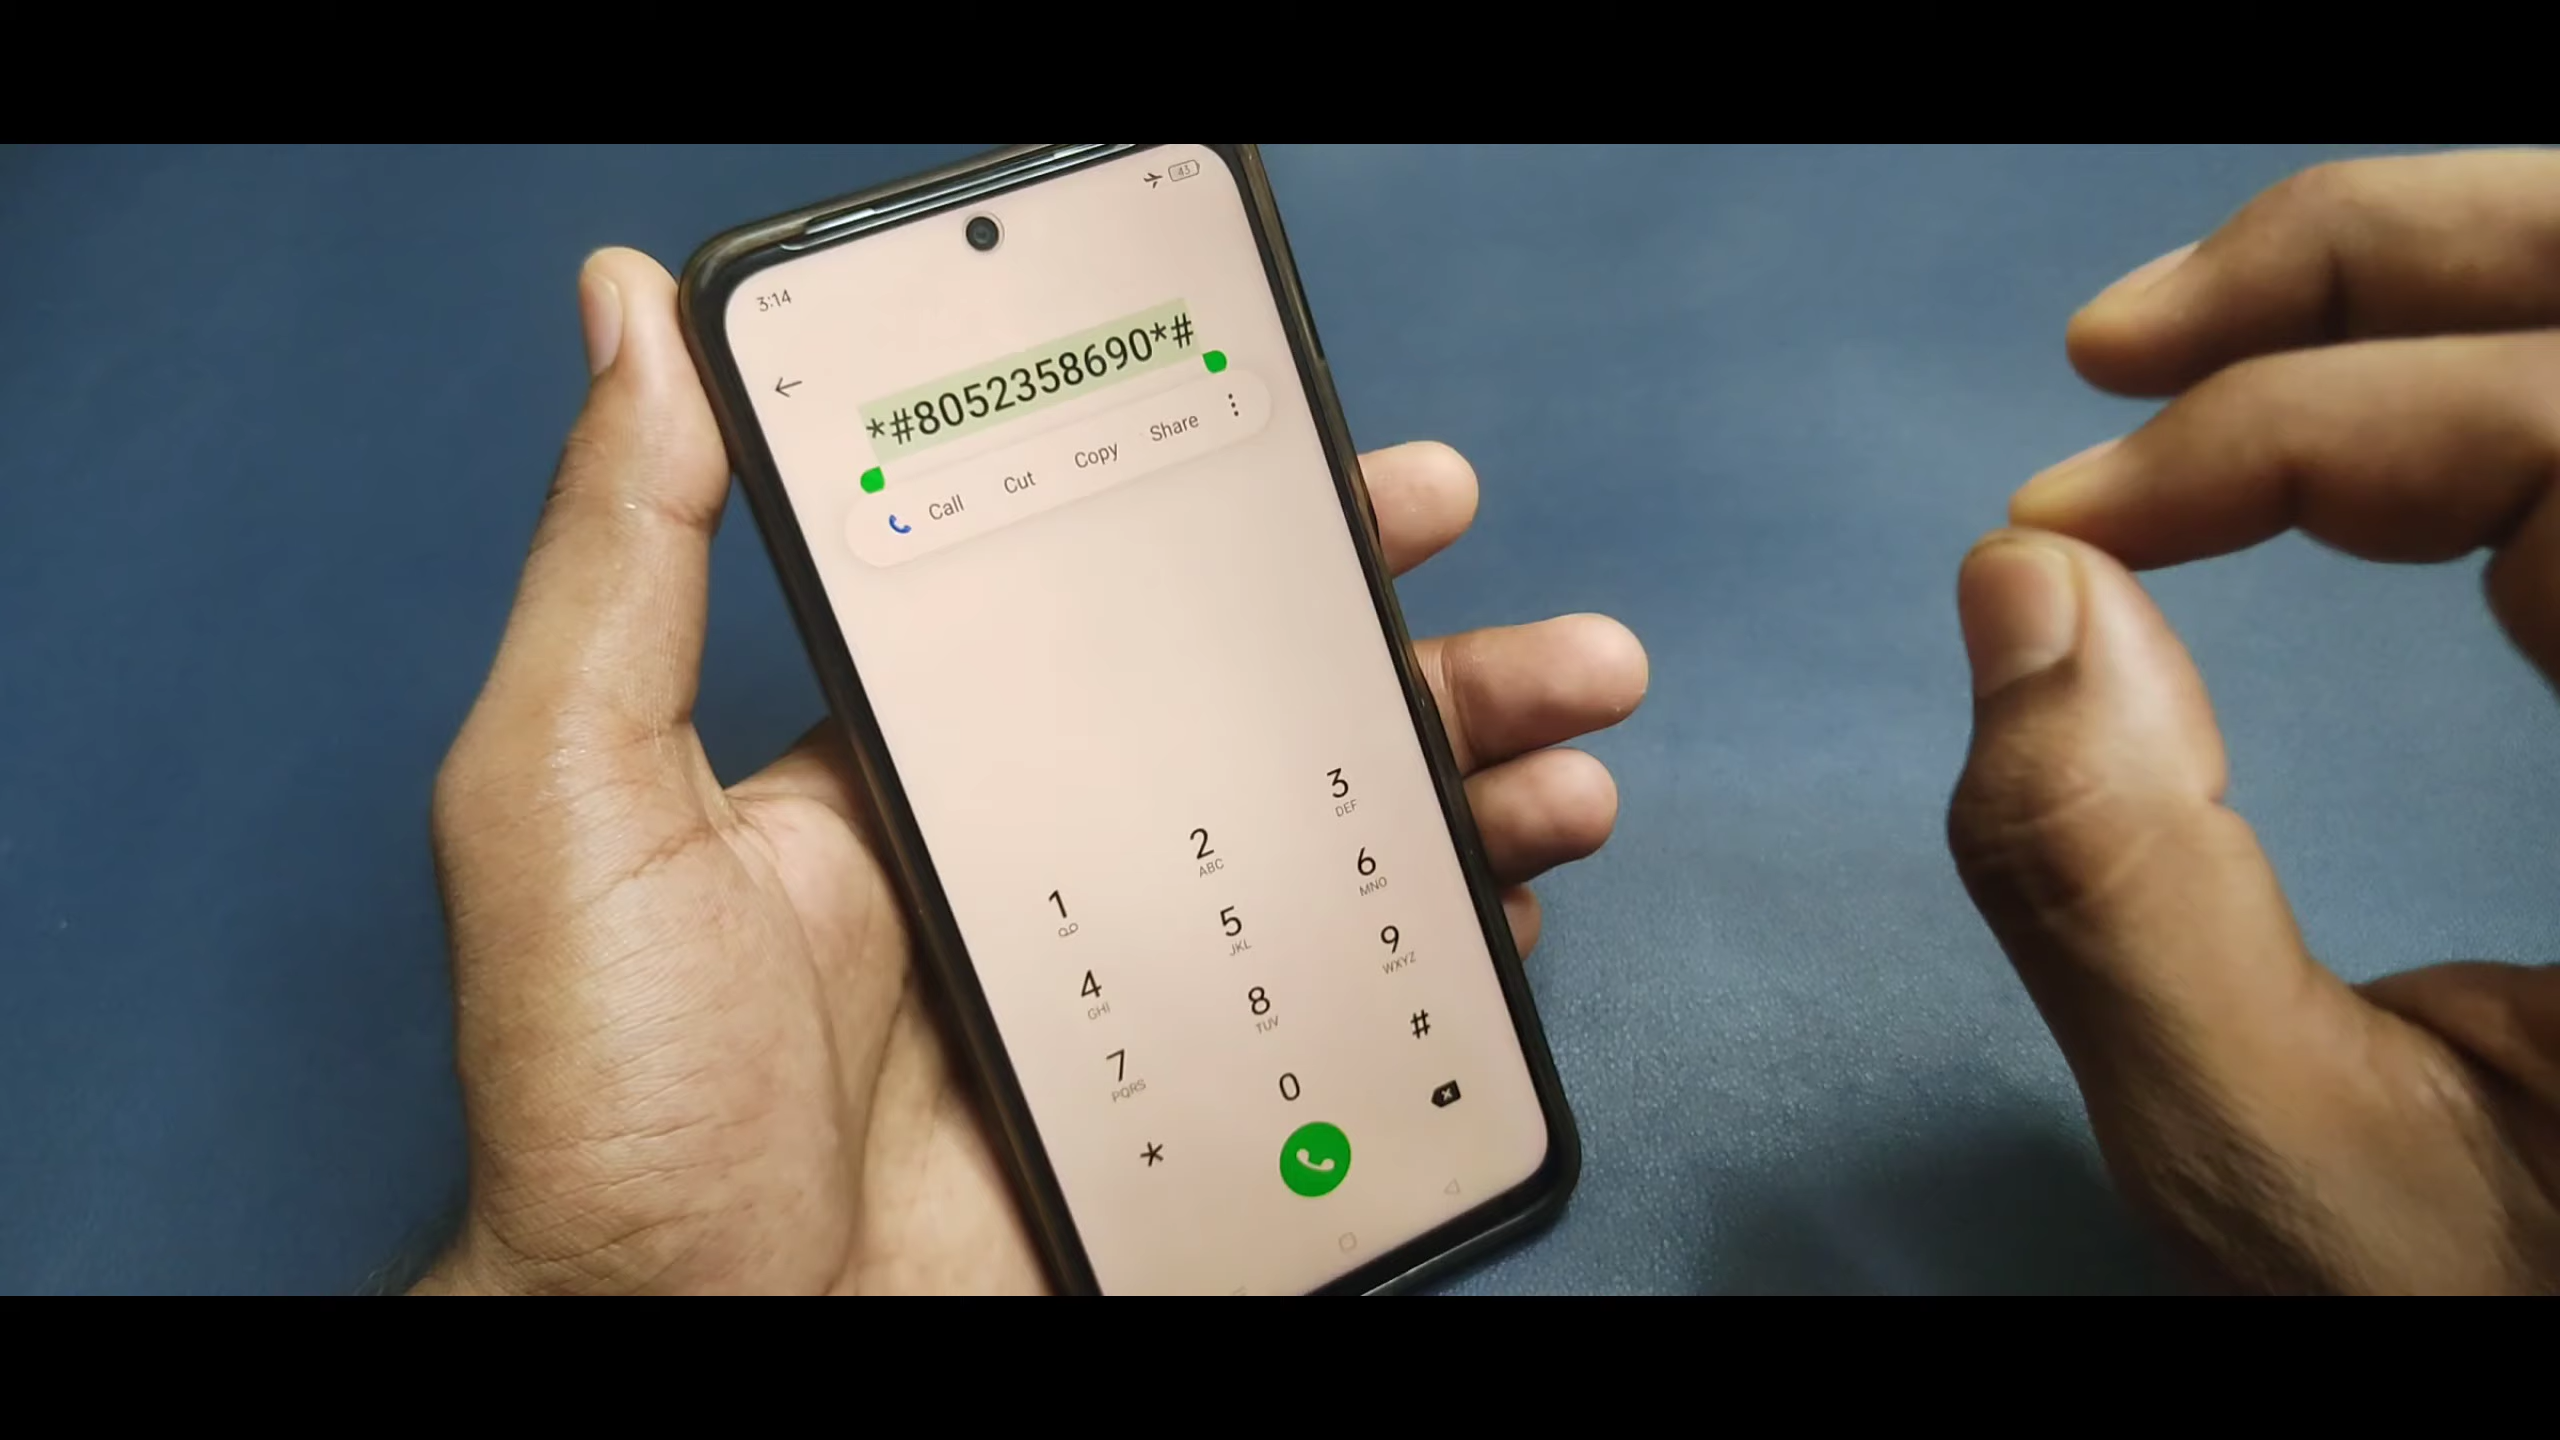 43
3:14
*#8052358690*#
Call Cut Copy Share
1 2 ABC 3 DEF
4 GHI 5 JKL 6 MNO
7 PQRS 8 TUV 9 WXYZ
* 0 #